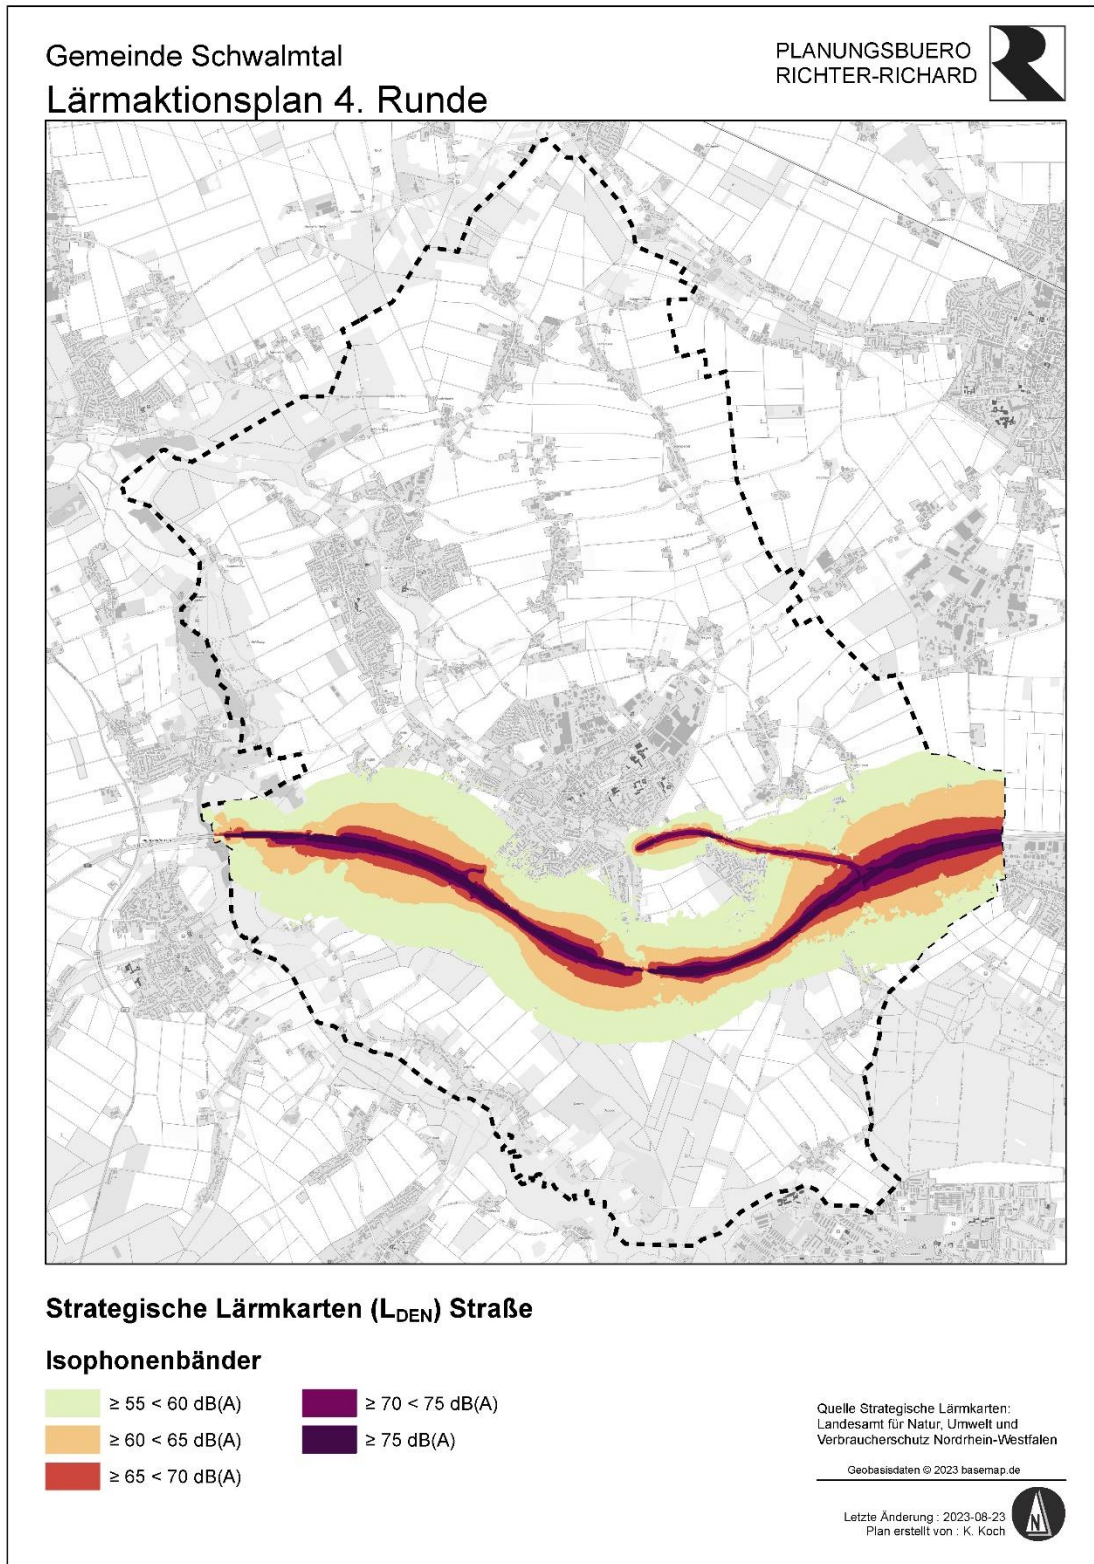 Gemeinde Schwalmtal
Lärmaktionsplan 4. Runde
PLANUNGSBUERO
RICHTER-RICHARD
Strategische Lärmkarten (LDEN) Straße
Isophonenbänder
≥ 55 < 60 dB(A)
≥ 60 < 65 dB(A)
≥ 65 < 70 dB(A)
≥ 70 < 75 dB(A)
≥ 75 dB(A)
Quelle Strategische Lärmkarten:
Landesamt für Natur, Umwelt und
Verbraucherschutz Nordrhein-Westfalen
Geobasisdaten © 2023 basemap.de
Letzte Änderung : 2023-08-23
Plan erstellt von : K. Koch
N